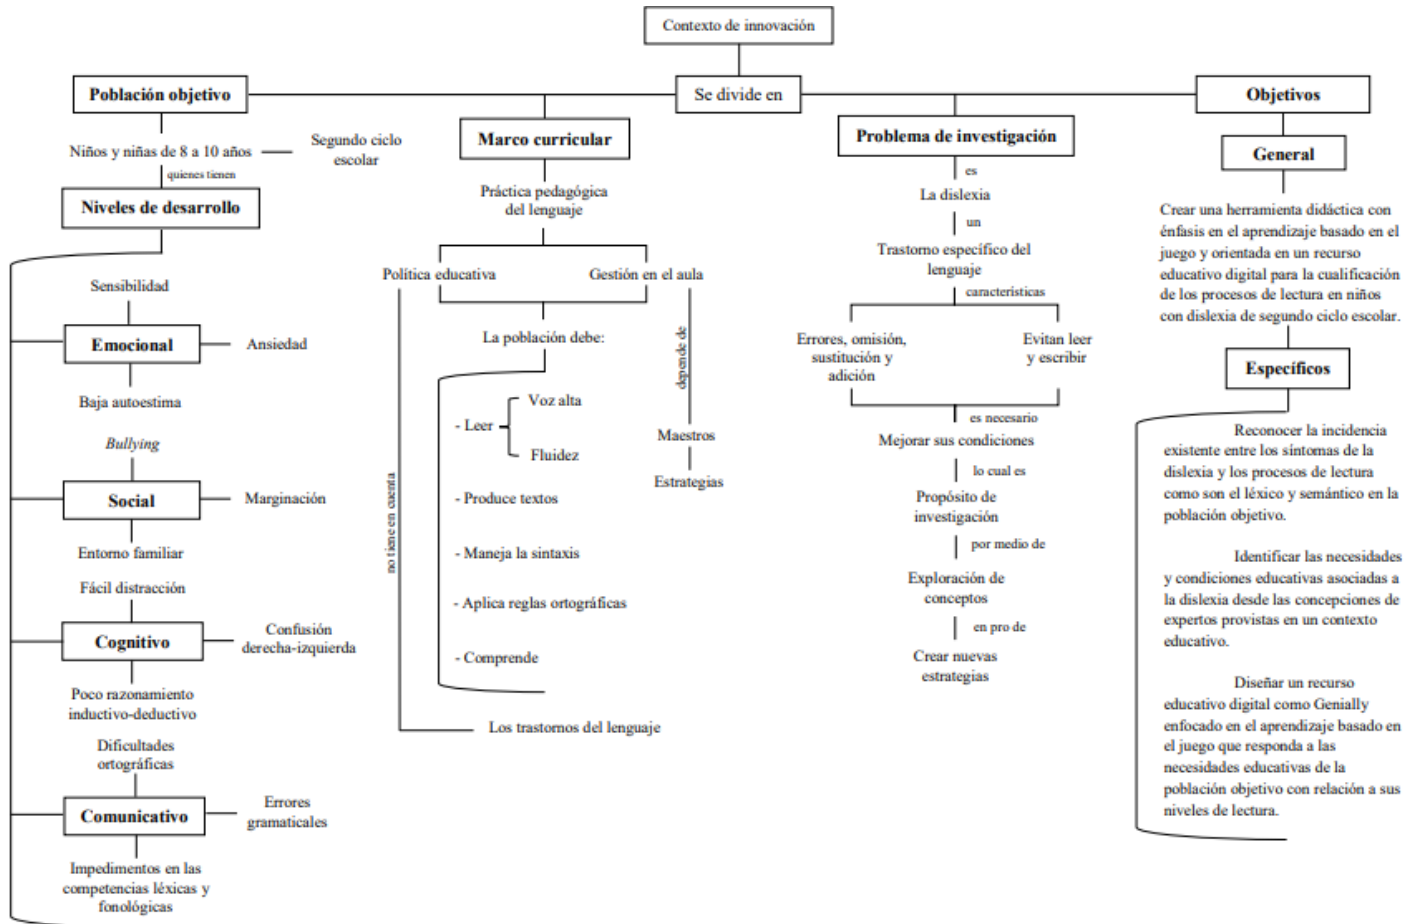 Contexto de innovación
Se divide en
Población objetivo
Niños y niñas de 8 a 10 años
Segundo ciclo
escolar
quienes tienen
Niveles de desarrollo
Sensibilidad
Emocional
Ansiedad
Baja autoestima
Bullying
Social
Marginación
Entorno familiar
Fácil distracción
Cognitivo
Confusión
derecha-izquierda
Poco razonamiento
inductivo-deductivo
Dificultades
ortográficas
Comunicativo
Errores
gramaticales
Impedimentos en las
competencias léxicas y
fonológicas
Marco curricular
Práctica pedagógica
del lenguaje
Política educativa
Gestión en el aula
La población debe:
- Leer
Voz alta
Fluidez
- Produce textos
- Maneja la sintaxis
- Aplica reglas ortográficas
- Comprende
no tiene en cuenta
Los trastornos del lenguaje
depende de
Maestros
Estrategias
Problema de investigación
es
La dislexia
un
Trastorno específico del
lenguaje
características
Errores, omisión,
sustitución y
adición
Evitan leer
y escribir
es necesario
Mejorar sus condiciones
lo cual es
Propósito de
investigación
por medio de
Exploración de
conceptos
en pro de
Crear nuevas
estrategias
Objetivos
General
Crear una herramienta didáctica con
énfasis en el aprendizaje basado en el
juego y orientada en un recurso
educativo digital para la cualificación
de los procesos de lectura en niños
con dislexia de segundo ciclo escolar.
Específicos
Reconocer la incidencia
existente entre los síntomas de la
dislexia y los procesos de lectura
como son el léxico y semántico en la
población objetivo.
Identificar las necesidades
y condiciones educativas asociadas a
la dislexia desde las concepciones de
expertos provistas en un contexto
educativo.
Diseñar un recurso
educativo digital como Genially
enfocado en el aprendizaje basado en
el juego que responda a las
necesidades educativas de la
población objetivo con relación a sus
niveles de lectura.